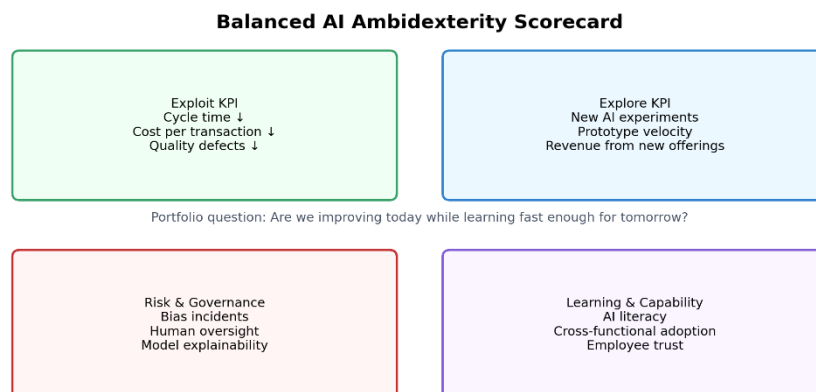 Balanced AI Ambidexterity Scorecard
Exploit KPI
Cycle time ↓
Cost per transaction ↓
Quality defects ↓
Explore KPI
New AI experiments
Prototype velocity
Revenue from new offerings
Portfolio question: Are we improving today while learning fast enough for tomorrow?
Risk & Governance
Bias incidents
Human oversight
Model explainability
Learning & Capability
AI literacy
Cross-functional adoption
Employee trust